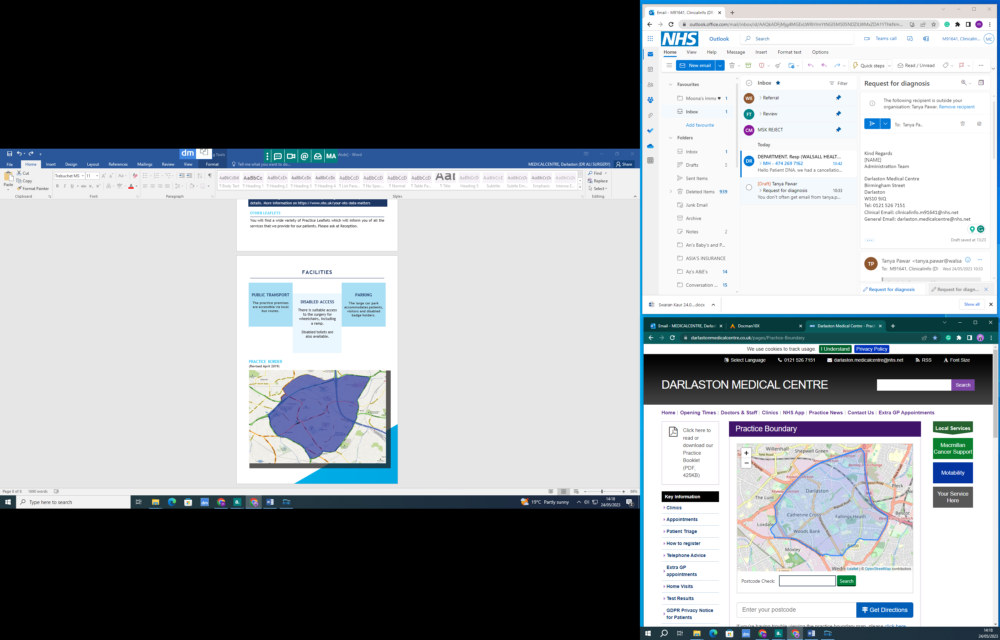 g Tools
Mode] - Word
dm
MA
File
Home
Insert
Design
Layout
References
Mailings
Review
View
Format
Tell me what you want to do...
MEDICALCENTRE, Darlaston (DR ALI SURGERY)
Share
Paste
Cut
Copy
Format Painter
Clipboard
Trebuchet MS
11
Font
Paragraph
AaBbCcDd
¶ Body Text
AaBbCc
¶ Heading 1
AaBbCcDc
¶ Heading 2
AaBbCcDc
¶ Heading 3
AaBbCcDc
¶ Heading 4
AaBbCcD
¶ List Para...
AaBbCcD
¶ No Spac...
AaBbCcD
¶ Normal
AaBbCcD
¶ Table Pa...
¶ Title
AaBbCcD
Heading 5
AaBbCcD
Subtitle
AaBbCcDc
Subtle Em...
AaBbCcDc
Emphasis
AaBbCcDc
Intense E...
Styles
Find
Replace
Select
Editing
details. More information on https://www.nhs.uk/your-nhs-data-matters
OTHER LEAFLETS
You will find a wide variety of Practice Leaflets which will inform you of all the
services that we provide for our patients. Please ask at Reception.
FACILITIES
PUBLIC TRANSPORT
The practice premises
are accessible via local
bus routes.
DISABLED ACCESS
There is suitable access
to the surgery for
wheelchairs, including
a ramp.
Disabled toilets are
also available.
PARKING
The large car park
accommodates patients,
visitors and disabled
badge holders.
PRACTICE BORDER
(Revised April 2019)
Page 8 of 8
1690 words
86%
Type here to search
19°C Partly sunny
14:18
24/05/2023
2
Email - M91641, Clinicalinfo (DR
outlook.office.com/mail/inbox/id/AAQkADFjMjg4MGExLWRhYmYtNGI5MS05NDZlLWMxZDA1YThkNm...
NHS
Outlook
Search
Teams call
M91641, Clinicalin...
MC
Home
View
Help
Message
Insert
Format text
Options
New email
Quick steps
Read / Unread
Favourites
Moona's Imms ♥ 1
Inbox 1
Add favourite
Folders
Inbox 1
Drafts 5
Sent Items
Deleted Items 939
Junk Email
Archive
Notes 2
An's Baby's and P...
ASIA'S INSURANCE
Az's A&E's 14
Conversation ... 15
Inbox
Filter
WE
Referral
FT
Review
CM
MSK REJECT
Today
DR
DEPARTMENT, Resp (WALSALL HEALT...
MH - 474 269 7162 13:42
Hello Patient DNA, we had a cancellatio...
[Draft] Tanya Pawar
Request for diagnosis 10:33
You don't often get email from tanya.p...
Request for diagnosis
The following recipient is outside your
organisation: Tanya Pawar. Remove recipient
To: Tanya Pa..
Kind Regards
[NAME]
Administration Team
Darlaston Medical Centre
Birmingham Street
Darlaston
WS10 9JQ
Tel: 0121 526 7151
Clinical Email: clinicalinfo.m91641@nhs.net
General Email: darlaston.medicalcentre@nhs.net
Draft saved at 13:23
TP
Tanya Pawar <tanya.pawar@walsa
To: M91641, Clinicalinfo (DI
Wed 24/05/2023 10:33
Request for diagnosis
Request for diagn...
Swaran Kaur 24.0....docx
Show all
Email - MEDICALCENTRE, Darlast
Docman10X
Darlaston Medical Centre - Pract
darlastonmedicalcentre.co.uk/pages/Practice-Boundary
We use cookies to track usage.
I Understand
Privacy Policy
Select Language
0121 526 7151
darlaston.medicalcentre@nhs.net
RSS
Font Size
DARLASTON MEDICAL CENTRE
Search
Home | Opening Times | Doctors & Staff | Clinics | NHS App | Practice News | Contact Us | Extra GP Appointments
Click here to
read or
download our
Practice
Booklet
(PDF,
425KB)
Key Information
Clinics
Appointments
Patient Triage
How to register
Telephone Advice
Extra GP
appointments
Home Visits
Test Results
GDPR Privacy Notice
for Patients
Practice Boundary
+
−
Willenhall
Shepwell Green
Bentley Junction
New Road
Anson Junction
Anson Junction
Bentley Interchange
Bilston Lane
Keyway Junction
Darlaston Road
Pleck
Pleck Road
Keyway Junction
Darlaston
M6
The Lunt
Walsall Road
Catherine Cross
Fallings Heath
Bescot
Wednesbury Interch
Loxdale
Woods Bank
Darlaston Road
B4200
Moxley
Wedn
Leaflet | © OpenStreetMap contributors
Postcode Check:
Search
Enter your postcode
Get Directions
If you're having trouble viewing the practice boundary map, please click here
Local Services
Macmillan
Cancer Support
Motability
Your Service
Here
14:18
24/05/2023